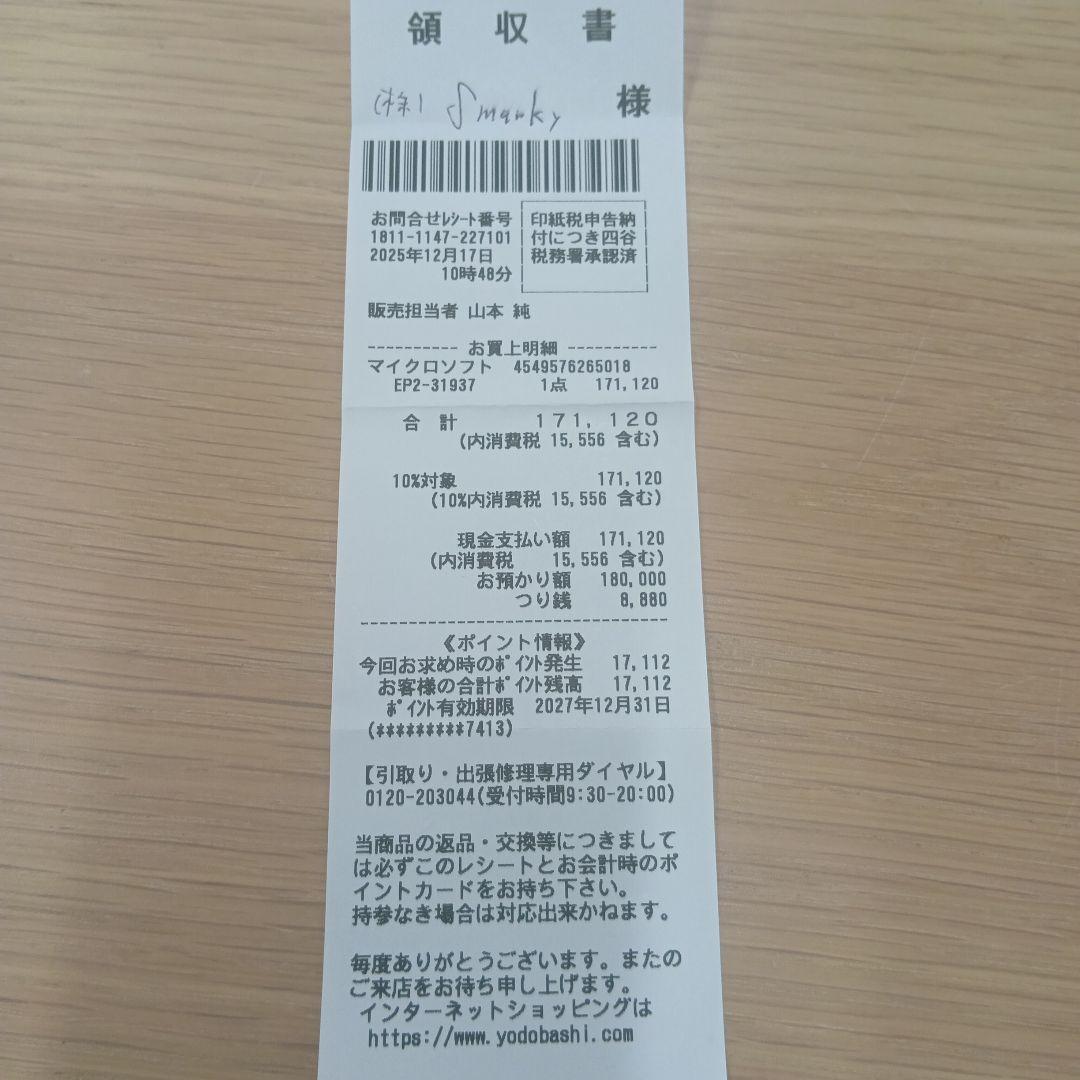 領収書
(株) Smarky 様
お問合せﾚｼｰﾄ番号
1811-1147-227101
2025年12月17日
10時48分
印紙税申告納
付につき四谷
税務署承認済
販売担当者 山本 純
---------- お買上明細 ----------
マイクロソフト 4549576265018
EP2-31937 1点 171,120
合 計 171,120
(内消費税 15,556 含む)
10%対象 171,120
(10%内消費税 15,556 含む)
現金支払い額 171,120
(内消費税 15,556 含む)
お預かり額 180,000
つり銭 8,880
--------------------------------
《ポイント情報》
今回お求め時のﾎﾟｲﾝﾄ発生 17,112
お客様の合計ﾎﾟｲﾝﾄ残高 17,112
ﾎﾟｲﾝﾄ有効期限 2027年12月31日
(*********7413)
【引取り・出張修理専用ダイヤル】
0120-203044(受付時間9:30-20:00)
当商品の返品・交換等につきまして
は必ずこのレシートとお会計時のポ
イントカードをお持ち下さい。
持参なき場合は対応出来かねます。
毎度ありがとうございます。またの
ご来店をお待ち申し上げます。
インターネットショッピングは
https://www.yodobashi.com